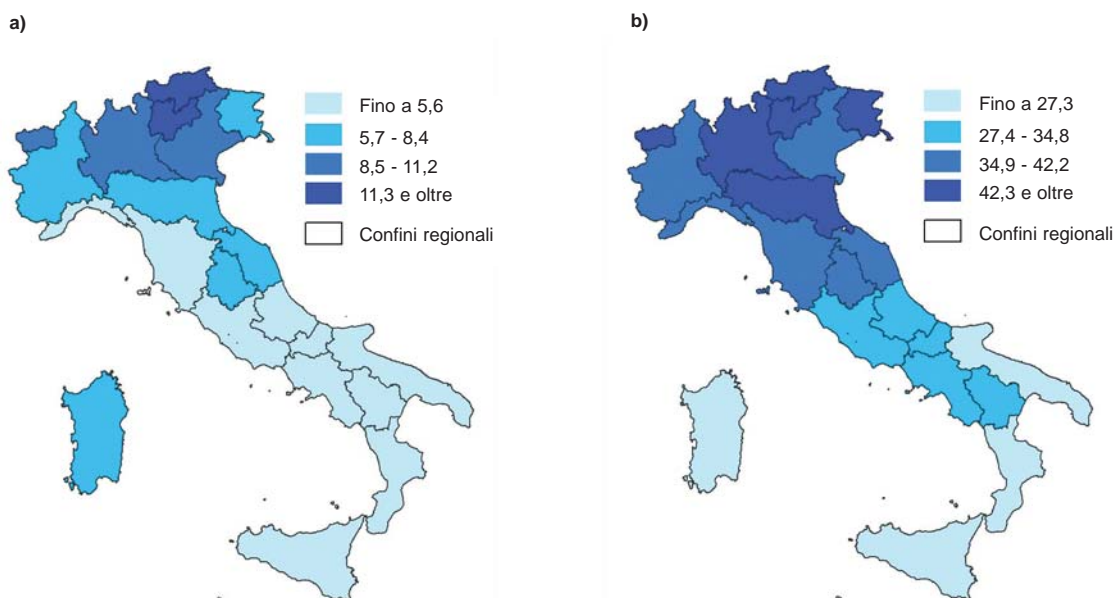 a)
Fino a 5,6
5,7 - 8,4
8,5 - 11,2
11,3 e oltre
Confini regionali
b)
Fino a 27,3
27,4 - 34,8
34,9 - 42,2
42,3 e oltre
Confini regionali